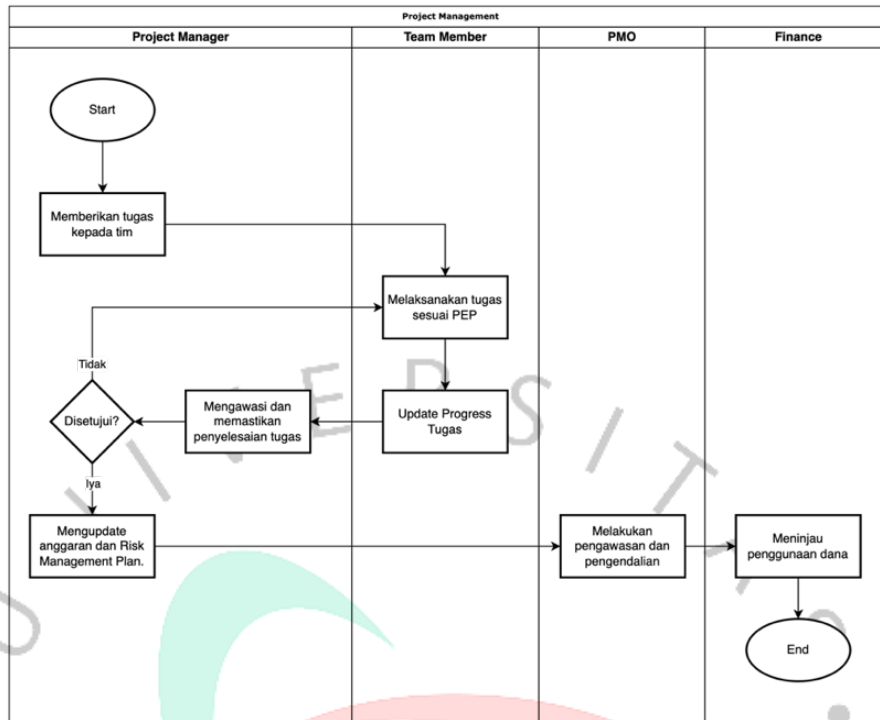 Project Management
Project Manager
Team Member
PMO
Finance
Start
Memberikan tugas
kepada tim
Melaksanakan tugas
sesuai PEP
Tidak
Disetujui?
Mengawasi dan
memastikan
penyelesaian tugas
Update Progress
Tugas
Iya
Mengupdate
anggaran dan Risk
Management Plan.
Melakukan
pengawasan dan
pengendalian
Meninjau
penggunaan dana
End